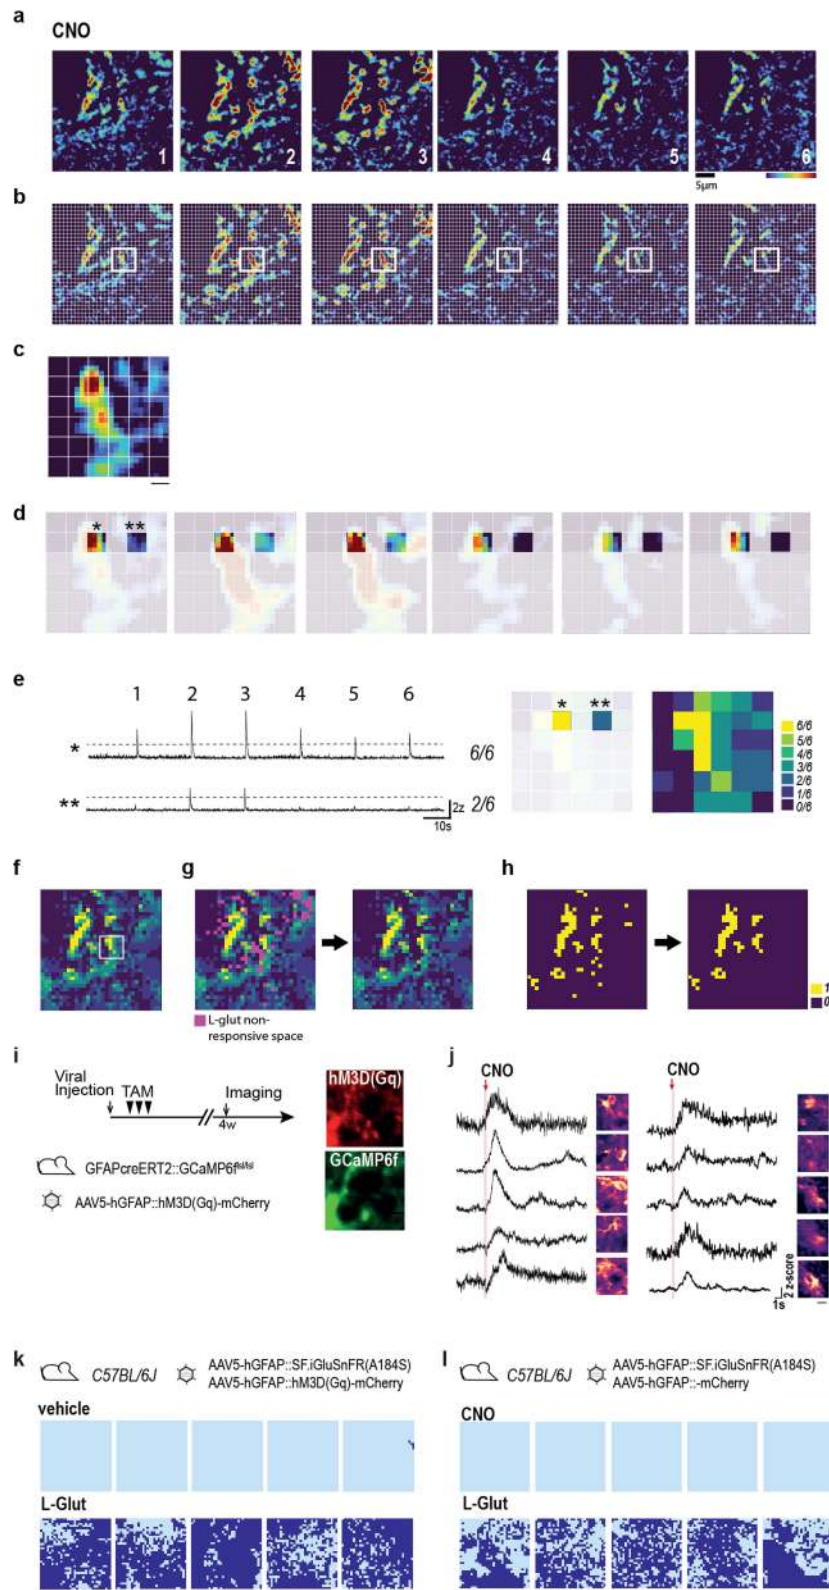 a
CNO
1 2 3 4 5 6
5µm
b
c
d
* **
e
1 2 3 4 5 6
* 6/6
** 2/6
2z
10s
* **
6/6
5/6
4/6
3/6
2/6
1/6
0/6
f g h
L-glut non-
responsive space
1
0
i
Viral
Injection
TAM
Imaging
4w
GFAPcreERT2::GCaMP6f
AAV5-hGFAP::hM3D(Gq)-mCherry
hM3D(Gq)
GCaMP6f
j
CNO CNO
2 z-score
1s
k
C57BL/6J
AAV5-hGFAP::SF.iGluSnFR(A184S)
AAV5-hGFAP::hM3D(Gq)-mCherry
vehicle
L-Glut
l
C57BL/6J
AAV5-hGFAP::SF.iGluSnFR(A184S)
AAV5-hGFAP::-mCherry
CNO
L-Glut